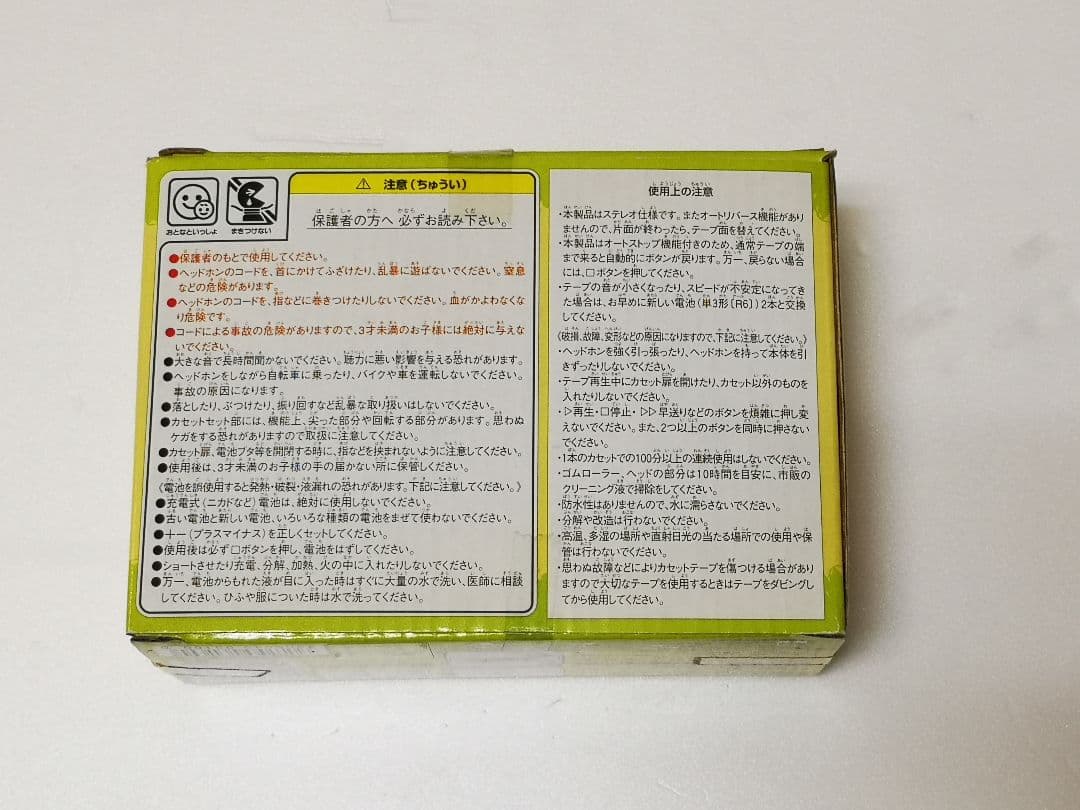 おとなといっしょ
まきつけない
⚠ 注意(ちゅうい)
保護者の方へ 必ずお読み下さい。
●保護者のもとで使用してください。
●ヘッドホンのコードを、首にかけてふざけたり、乱暴に遊ばないでください。窒息
などの危険があります。
●ヘッドホンのコードを、指などに巻きつけたりしないでください。血がかよわなくな
り危険です。
●コードによる事故の危険がありますので、3才未満のお子様には絶対に与えな
いでください。
●大きな音で長時間聞かないでください。聴力に悪い影響を与える恐れがあります。
●ヘッドホンをしながら自転車に乗ったり、バイクや車を運転しないでください。
事故の原因になります。
●落としたり、ぶつけたり、振り回すなど乱暴な取り扱いはしないでください。
●カセットセット部には、機能上、尖った部分や回転する部分があります。思わぬ
ケガをする恐れがありますので取扱に注意してください。
●カセット扉、電池ブタ等を開閉する時に、指などを挟まれないように注意してください。
●使用後は、3才未満のお子様の手の届かない所に保管してください。
《電池を誤使用すると発熱・破裂・液漏れの恐れがあります。下記に注意してください。》
●充電式(ニカドなど)電池は、絶対に使用しないでください。
●古い電池と新しい電池、いろいろな種類の電池をまぜて使わないでください。
●+-(プラスマイナス)を正しくセットしてください。
●使用後は必ず□ボタンを押し、電池をはずしてください。
●ショートさせたり充電、分解、加熱、火の中に入れたりしないでください。
●万一、電池からもれた液が目に入った時はすぐに大量の水で洗い、医師に相談
してください。ひふや服についた時は水で洗ってください。
使用上の注意
・本製品はステレオ仕様です。またオートリバース機能があり
ませんので、片面が終わったら、テープ面を替えてください。
・本製品はオートストップ機能付きのため、通常テープの端
まで来ると自動的にボタンが戻ります。万一、戻らない場合
には、□ボタンを押してください。
・テープの音が小さくなったり、スピードが不安定になってき
た場合は、お早めに新しい電池(単3形(R6))2本と交換
してください。
《破損、故障、変形などの原因になりますので、下記に注意してください。》
・ヘッドホンを強く引っ張ったり、ヘッドホンを持って本体を引
きずったりしないでください。
・テープ再生中にカセット扉を開けたり、カセット以外のものを
入れたりしないでください。
・▷再生・□停止・▷▷早送りなどのボタンを煩雑に押し変
えないでください。また、2つ以上のボタンを同時に押さない
でください。
・1本のカセットでの100分以上の連続使用はしないでください。
・ゴムローラー、ヘッドの部分は10時間を目安に、市販の
クリーニング液で掃除をしてください。
・防水性はありませんので、水に濡らさないでください。
・分解や改造は行わないでください。
・高温、多湿の場所や直射日光の当たる場所での使用や保
管は行わないでください。
・思わぬ故障などによりカセットテープを傷つける場合があり
ますので大切なテープを使用するときはテープをダビングし
てから使用してください。